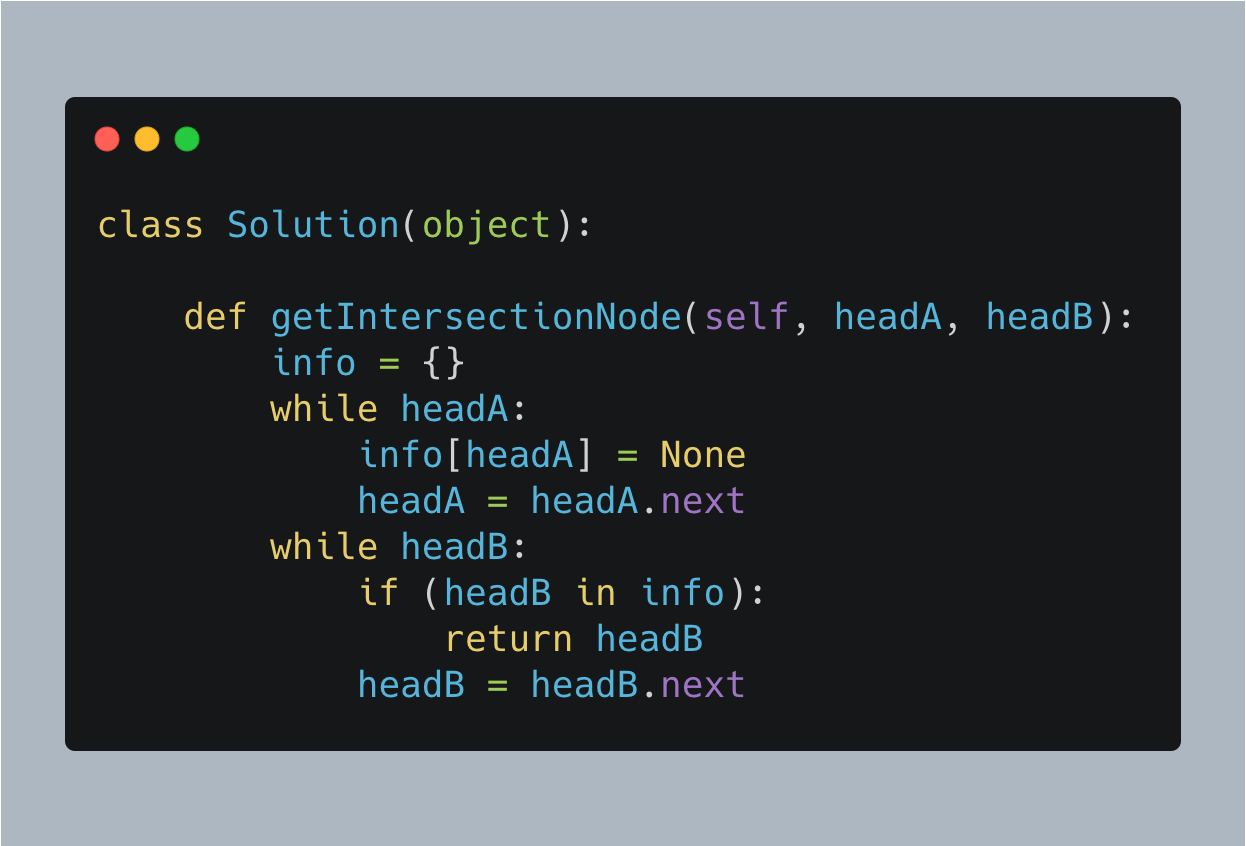 class Solution(object):

    def getIntersectionNode(self, headA, headB):
        info = {}
        while headA:
            info[headA] = None
            headA = headA.next
        while headB:
            if (headB in info):
                return headB
            headB = headB.next